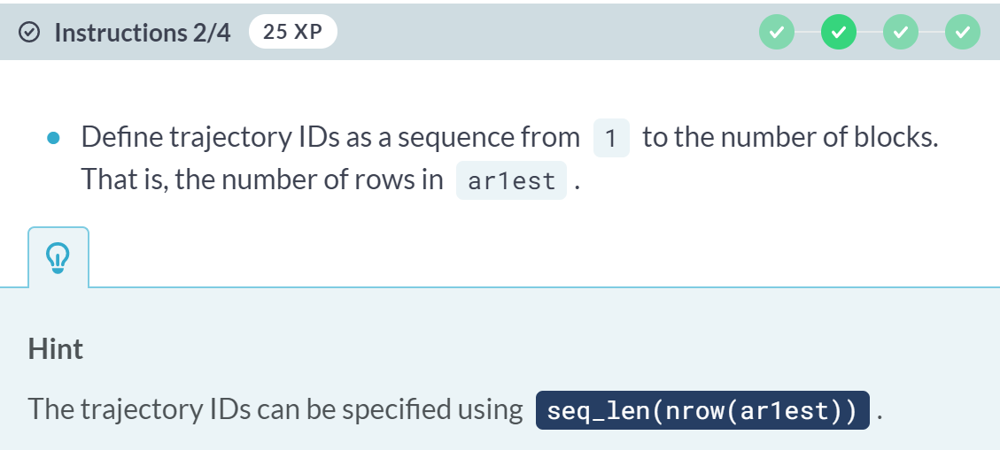 Instructions 2/4 25 XP
Define trajectory IDs as a sequence from 1 to the number of blocks.
That is, the number of rows in ar1est .
Hint
The trajectory IDs can be specified using seq_len(nrow(ar1est)) .